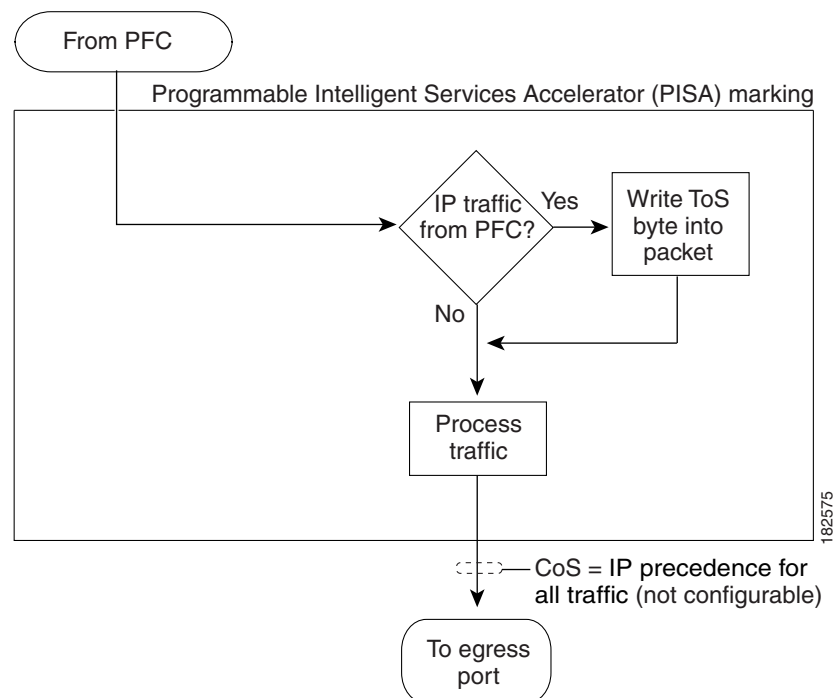 From PFC
Programmable Intelligent Services Accelerator (PISA) marking
IP traffic
from PFC?
Yes
Write ToS
byte into
packet
No
Process
traffic
182575
CoS = IP precedence for
all traffic (not configurable)
To egress
port